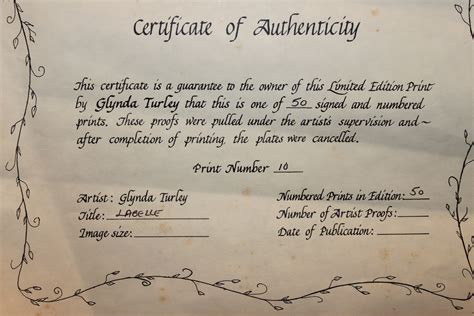 Certificate of Authenticity
This certificate is a guarantee to the owner of this Limited Edition Print
by Glynda Turley that this is one of 50 signed and numbered
prints. These proofs were pulled under the artist's supervision and~
after completion of printing, the plates were cancelled.
Print Number 10
Artist: Glynda Turley
Title: LABELLE
Image size:
Numbered Prints in Edition: 50
Number of Artist Proofs:
Date of Publication: